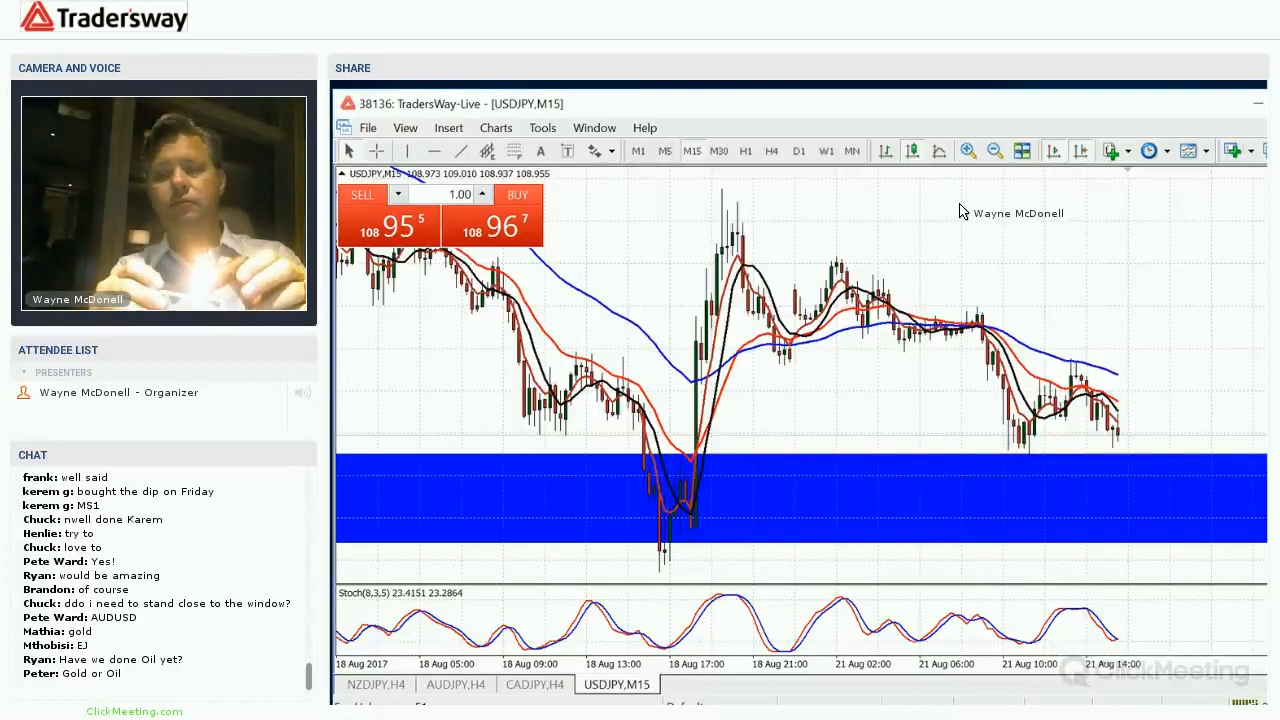 Tradersway
CAMERA AND VOICE
Wayne McDonell
ATTENDEE LIST
PRESENTERS
Wayne McDonell - Organizer
CHAT
frank: well said
kerem g: bought the dip on Friday
kerem g: MS1
Chuck: nwell done Karem
Henlie: try to
Chuck: love to
Pete Ward: Yes!
Ryan: would be amazing
Brandon: of course
Chuck: ddo i need to stand close to the window?
Pete Ward: AUDUSD
Mathia: gold
Mthobisi: EJ
Ryan: Have we done Oil yet?
Peter: Gold or Oil
ClickMeeting.com
SHARE
38136: TradersWay-Live - [USDJPY,M15]
File View Insert Charts Tools Window Help
A T M1 M5 M15 M30 H1 H4 D1 W1 MN
USDJPY,M15 108.973 109.010 108.937 108.955
SELL 1.00 BUY
108 95 5 108 96 7
Wayne McDonell
Stoch(8,3,5) 23.4151 23.2864
18 Aug 2017 18 Aug 05:00 18 Aug 09:00 18 Aug 13:00 18 Aug 17:00 18 Aug 21:00 21 Aug 02:00 21 Aug 06:00 21 Aug 10:00 21 Aug 14:00
ClickMeeting
NZDJPY,H4 AUDJPY,H4 CADJPY,H4 USDJPY,M15